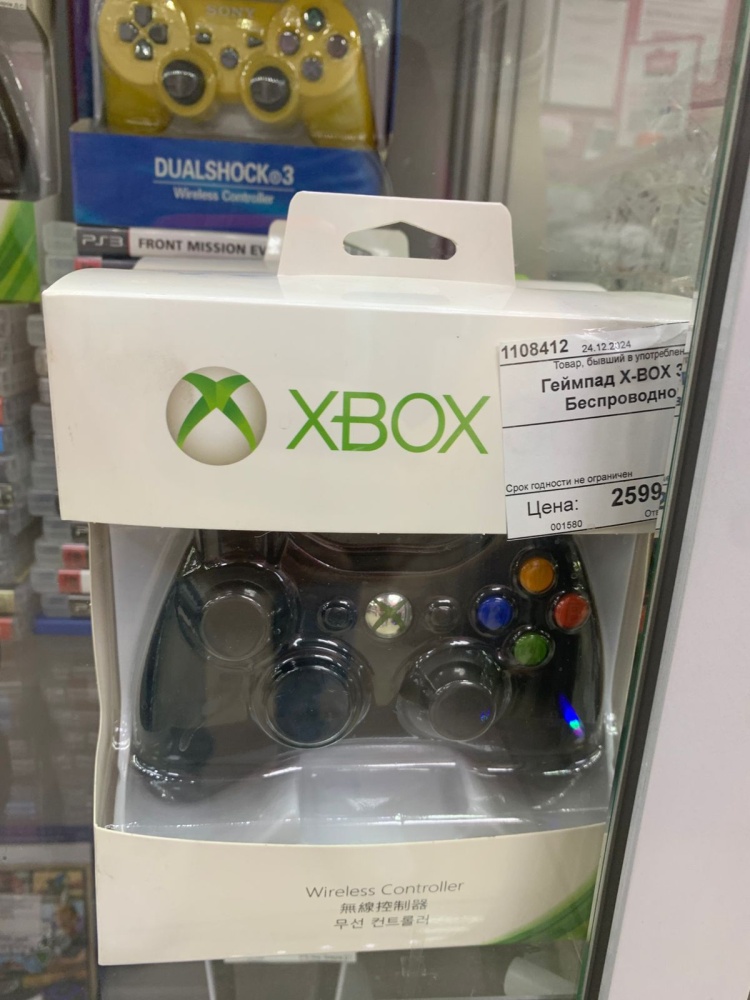 SONY
DUALSHOCK®3
Wireless Controller
PS3 FRONT MISSION EV
XBOX
1108412 24.12.2024
Товар, бывший в употреблен
Геймпад X-BOX 3
Беспроводно
Срок годности не ограничен
Цена: 2599
001580 Отп
Wireless Controller
無線控制器
무선 컨트롤러